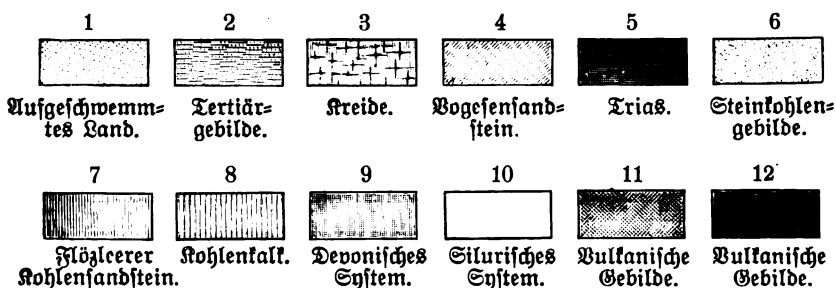 1 2 3 4 5 6
Aufgeschwemm= Tertiär= Kreide. Vogesensand= Trias. Steinkohlen=
tes Land. gebilde. stein. gebilde.
7 8 9 10 11 12
Flözleerer Kohlenkalk. Devonisches Silurisches Vulkanische Vulkanische
Kohlensandstein. System. System. Gebilde. Gebilde.